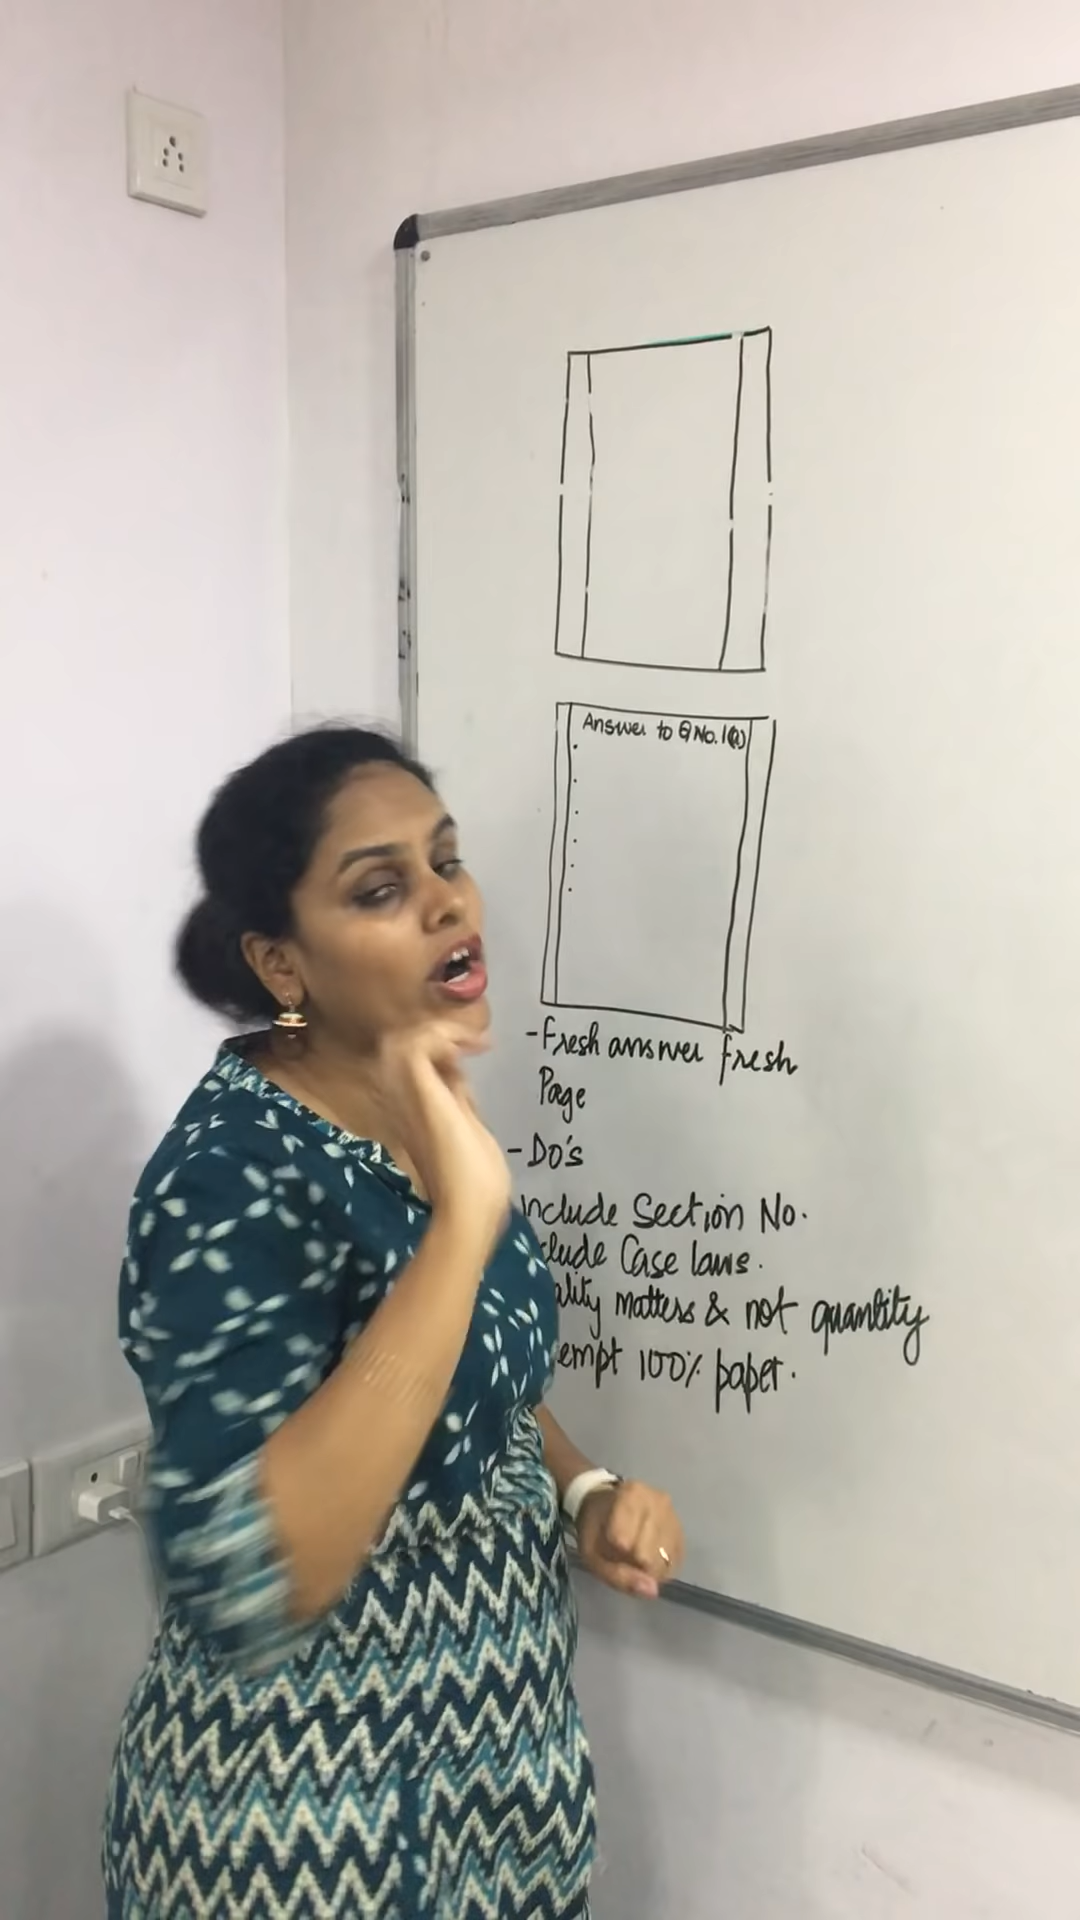 Answer to Q No. 1(a)
- Fresh answer fresh
Page
- Do's
nclude Section No.
clude Case laws.
ality matters & not quantity
empt 100% paper.